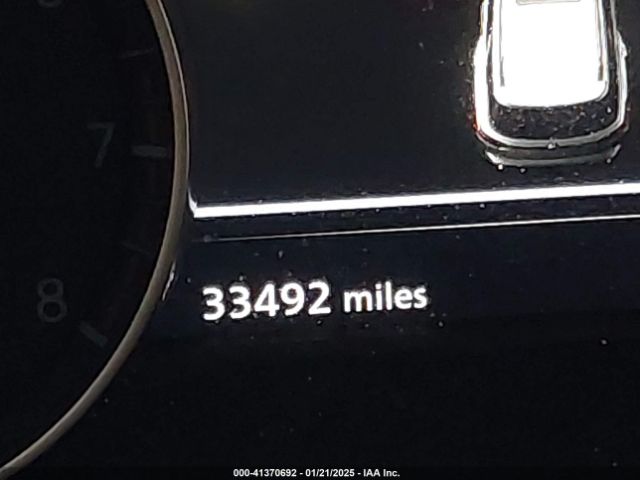 7
8
33492 miles
000-41370692 - 01/21/2025 - IAA Inc.